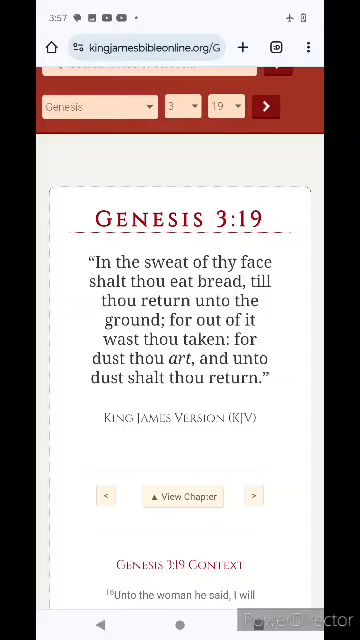 3:57
kingjamesbibleonline.org/G
Genesis 3 19
GENESIS 3:19
“In the sweat of thy face
shalt thou eat bread, till
thou return unto the
ground; for out of it
wast thou taken: for
dust thou art, and unto
dust shalt thou return.”
KING JAMES VERSION (KJV)
< ▲ View Chapter >
GENESIS 3:19 CONTEXT
16Unto the woman he said, I will
PowerDirector